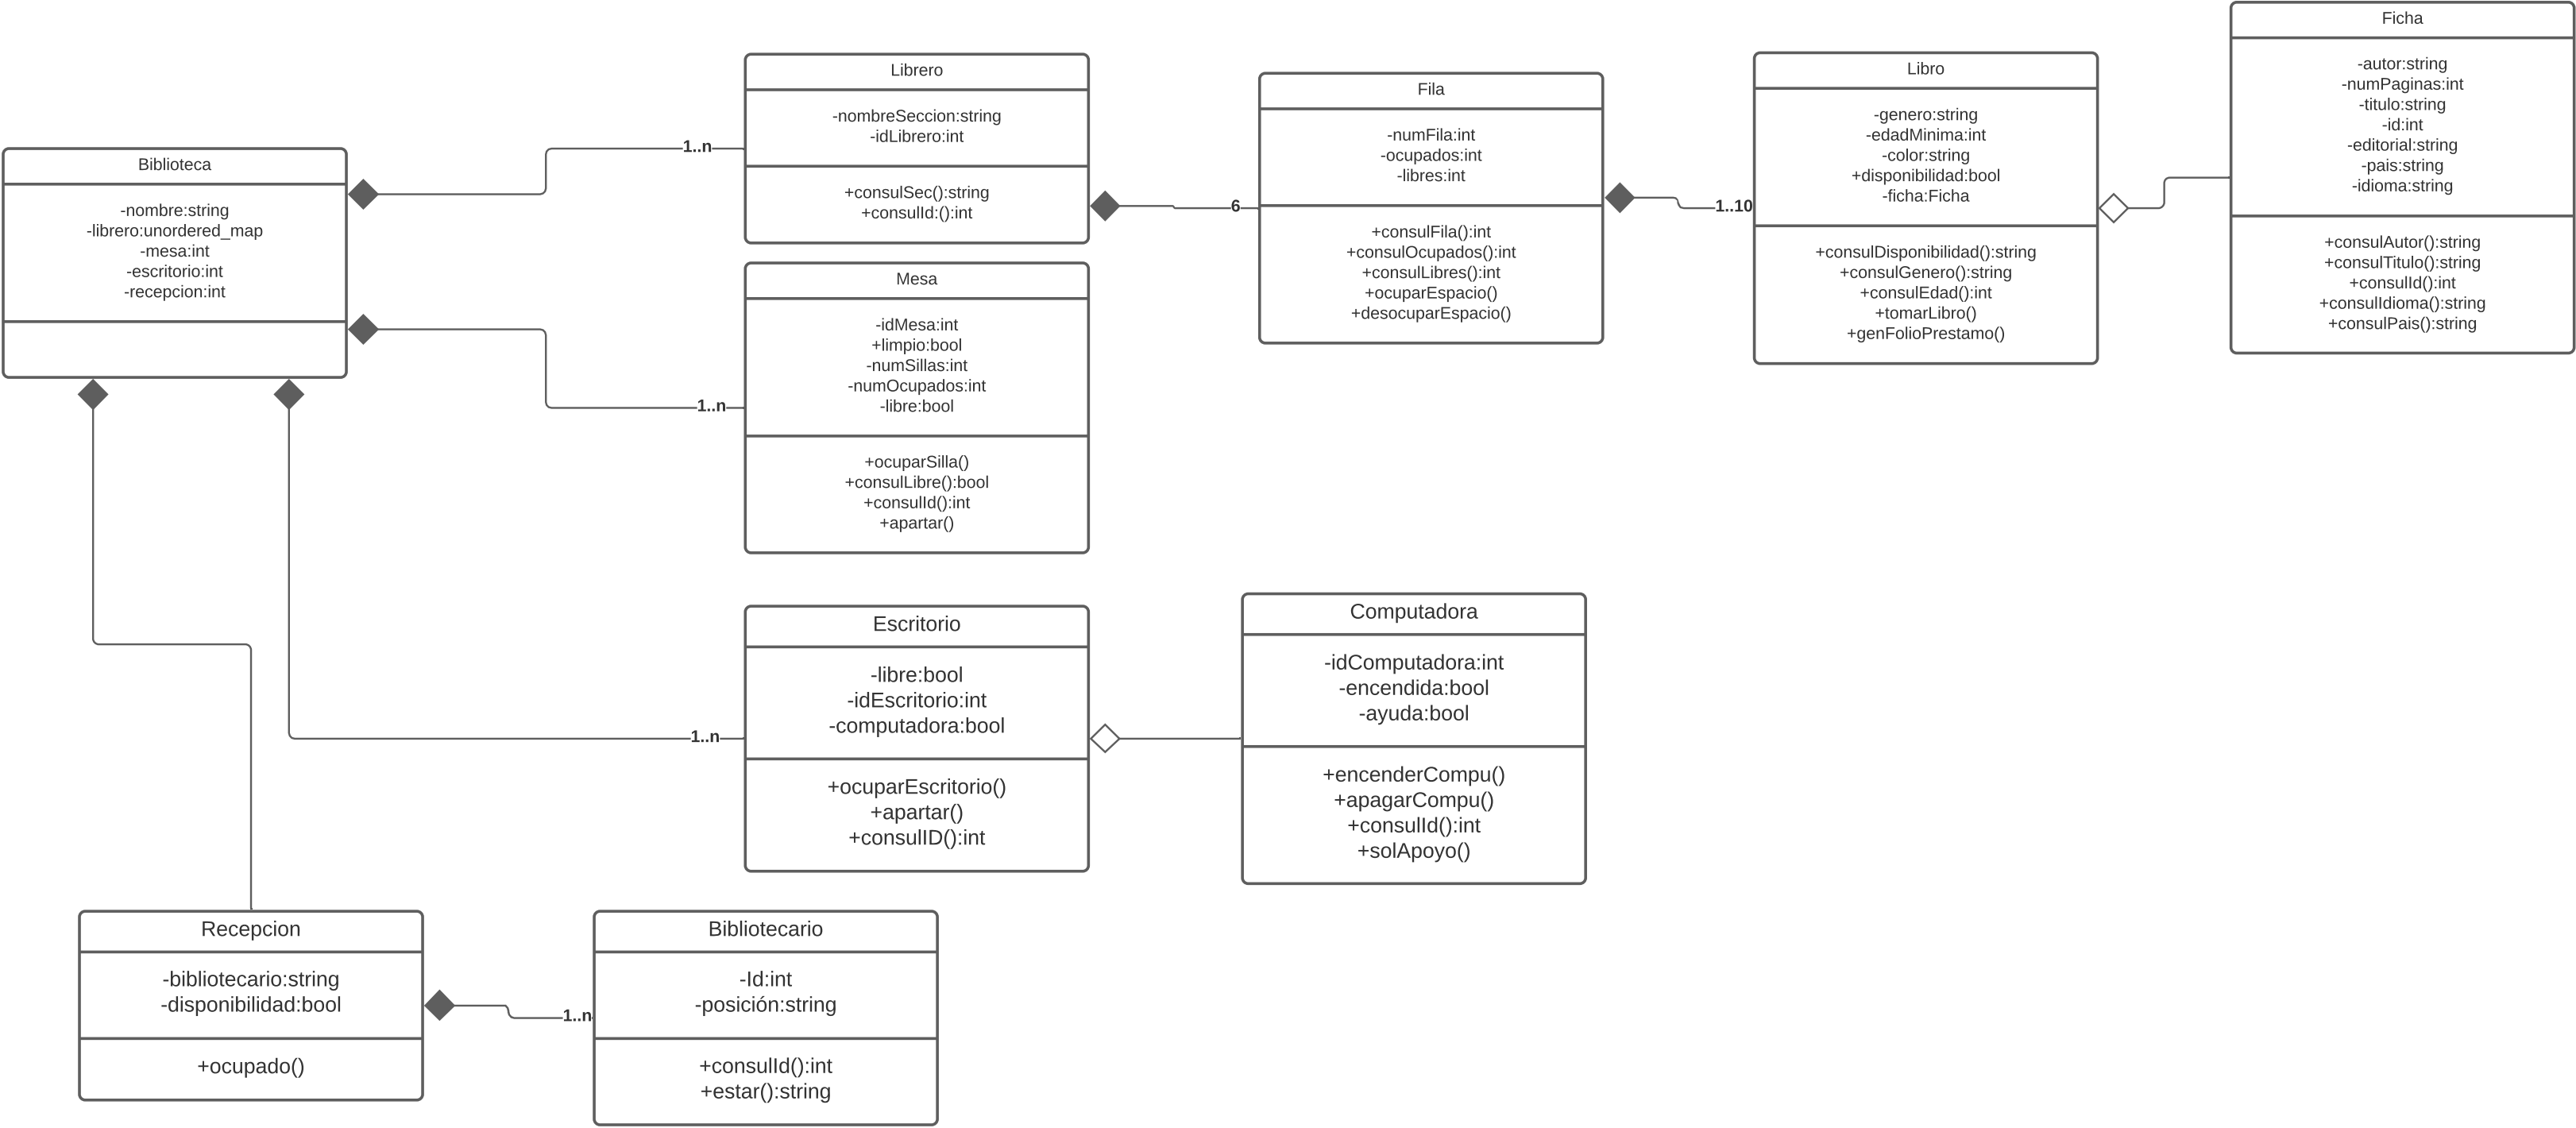 Biblioteca
-nombre:string
-librero:unordered_map
-mesa:int
-escritorio:int
-recepcion:int
1..n
Librero
-nombreSeccion:string
-idLibrero:int
+consulSec():string
+consulId:():int
6
Fila
-numFila:int
-ocupados:int
-libres:int
+consulFila():int
+consulOcupados():int
+consulLibres():int
+ocuparEspacio()
+desocuparEspacio()
1..10
Libro
-genero:string
-edadMinima:int
-color:string
+disponibilidad:bool
-ficha:Ficha
+consulDisponibilidad():string
+consulGenero():string
+consulEdad():int
+tomarLibro()
+genFolioPrestamo()
Ficha
-autor:string
-numPaginas:int
-titulo:string
-id:int
-editorial:string
-pais:string
-idioma:string
+consulAutor():string
+consulTitulo():string
+consulId():int
+consulIdioma():string
+consulPais():string
1..n
Mesa
-idMesa:int
+limpio:bool
-numSillas:int
-numOcupados:int
-libre:bool
+ocuparSilla()
+consulLibre():bool
+consulId():int
+apartar()
1..n
Escritorio
-libre:bool
-idEscritorio:int
-computadora:bool
+ocuparEscritorio()
+apartar()
+consulID():int
Computadora
-idComputadora:int
-encendida:bool
-ayuda:bool
+encenderCompu()
+apagarCompu()
+consulId():int
+solApoyo()
Recepcion
-bibliotecario:string
-disponibilidad:bool
+ocupado()
1..n
Bibliotecario
-Id:int
-posición:string
+consulId():int
+estar():string